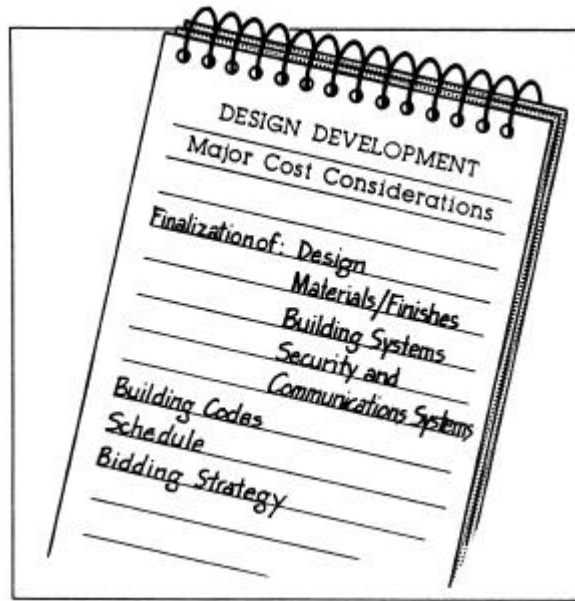 DESIGN DEVELOPMENT
Major Cost Considerations
Finalization of: Design
Materials/Finishes
Building Systems
Security and
Communications Systems
Building Codes
Schedule
Bidding Strategy